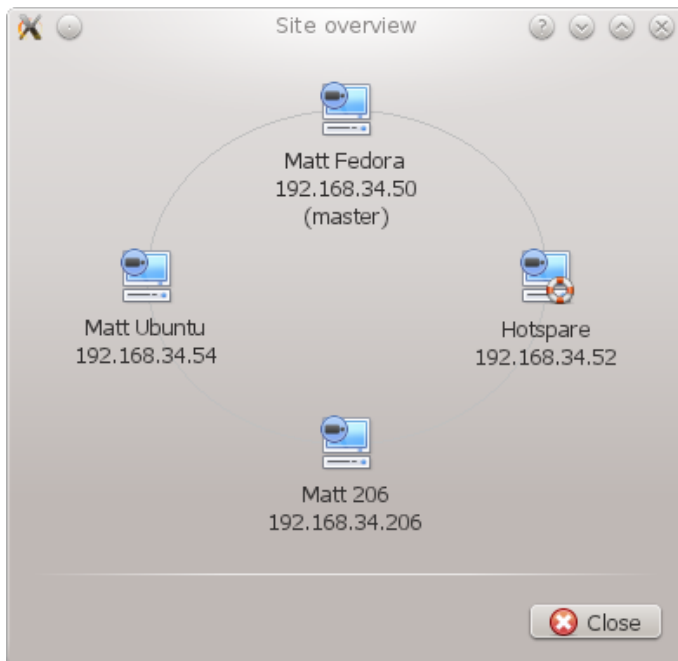 Site overview
Matt Fedora
192.168.34.50
(master)
Matt Ubuntu
192.168.34.54
Hotspare
192.168.34.52
Matt 206
192.168.34.206
Close